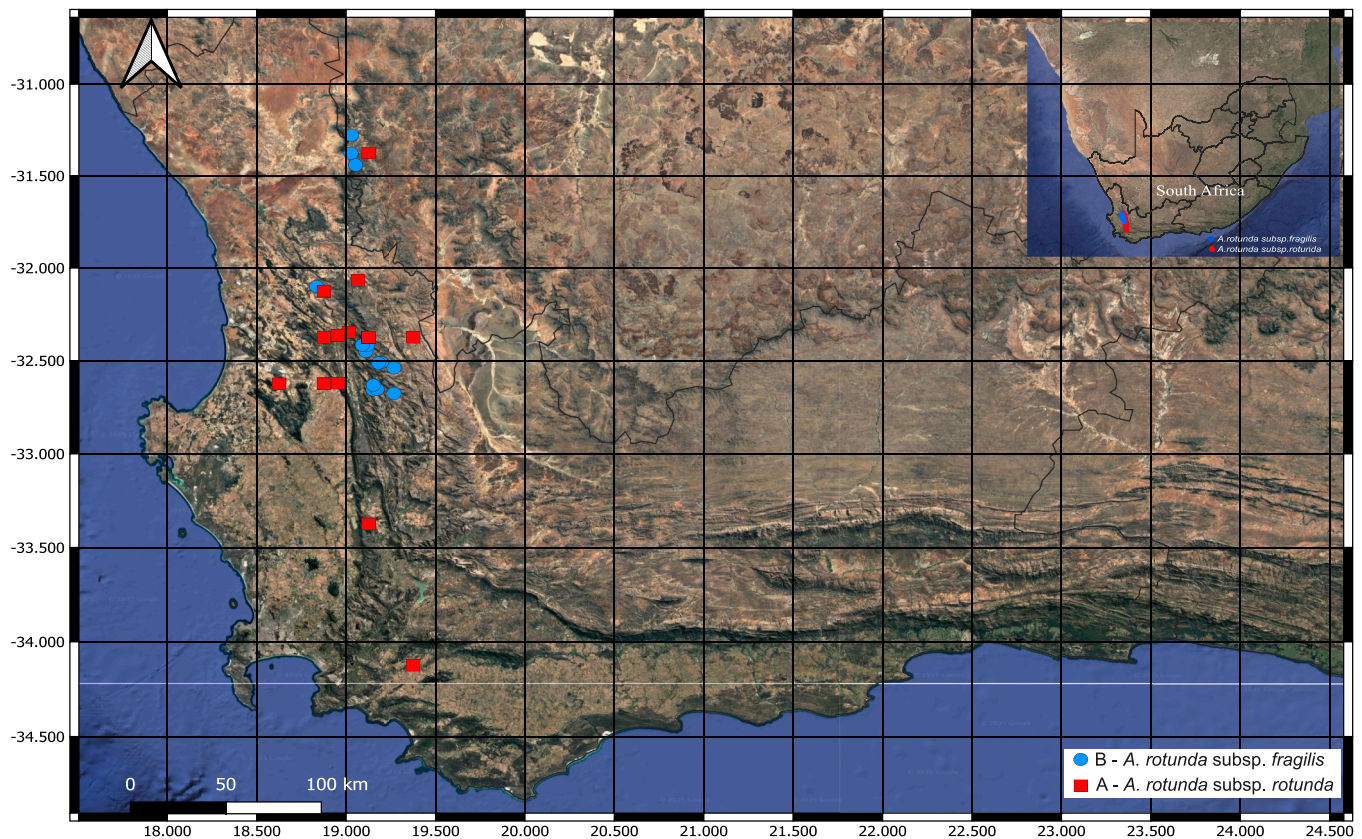 -31.000
-31.500
-32.000
-32.500
-33.000
-33.500
-34.000
-34.500
South Africa
A.rotunda subsp.fragilis
A.rotunda subsp.rotunda
B - A. rotunda subsp. fragilis
A - A. rotunda subsp. rotunda
0 50 100 km
18.000 18.500 19.000 19.500 20.000 20.500 21.000 21.500 22.000 22.500 23.000 23.500 24.000 24.500